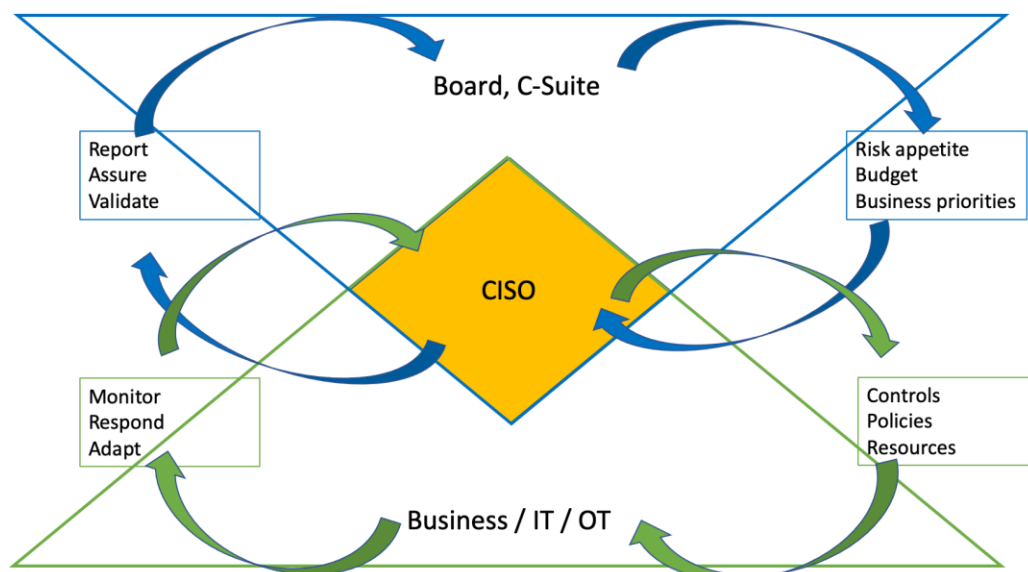 Board, C-Suite
Report
Assure
Validate
Risk appetite
Budget
Business priorities
CISO
Monitor
Respond
Adapt
Controls
Policies
Resources
Business / IT / OT